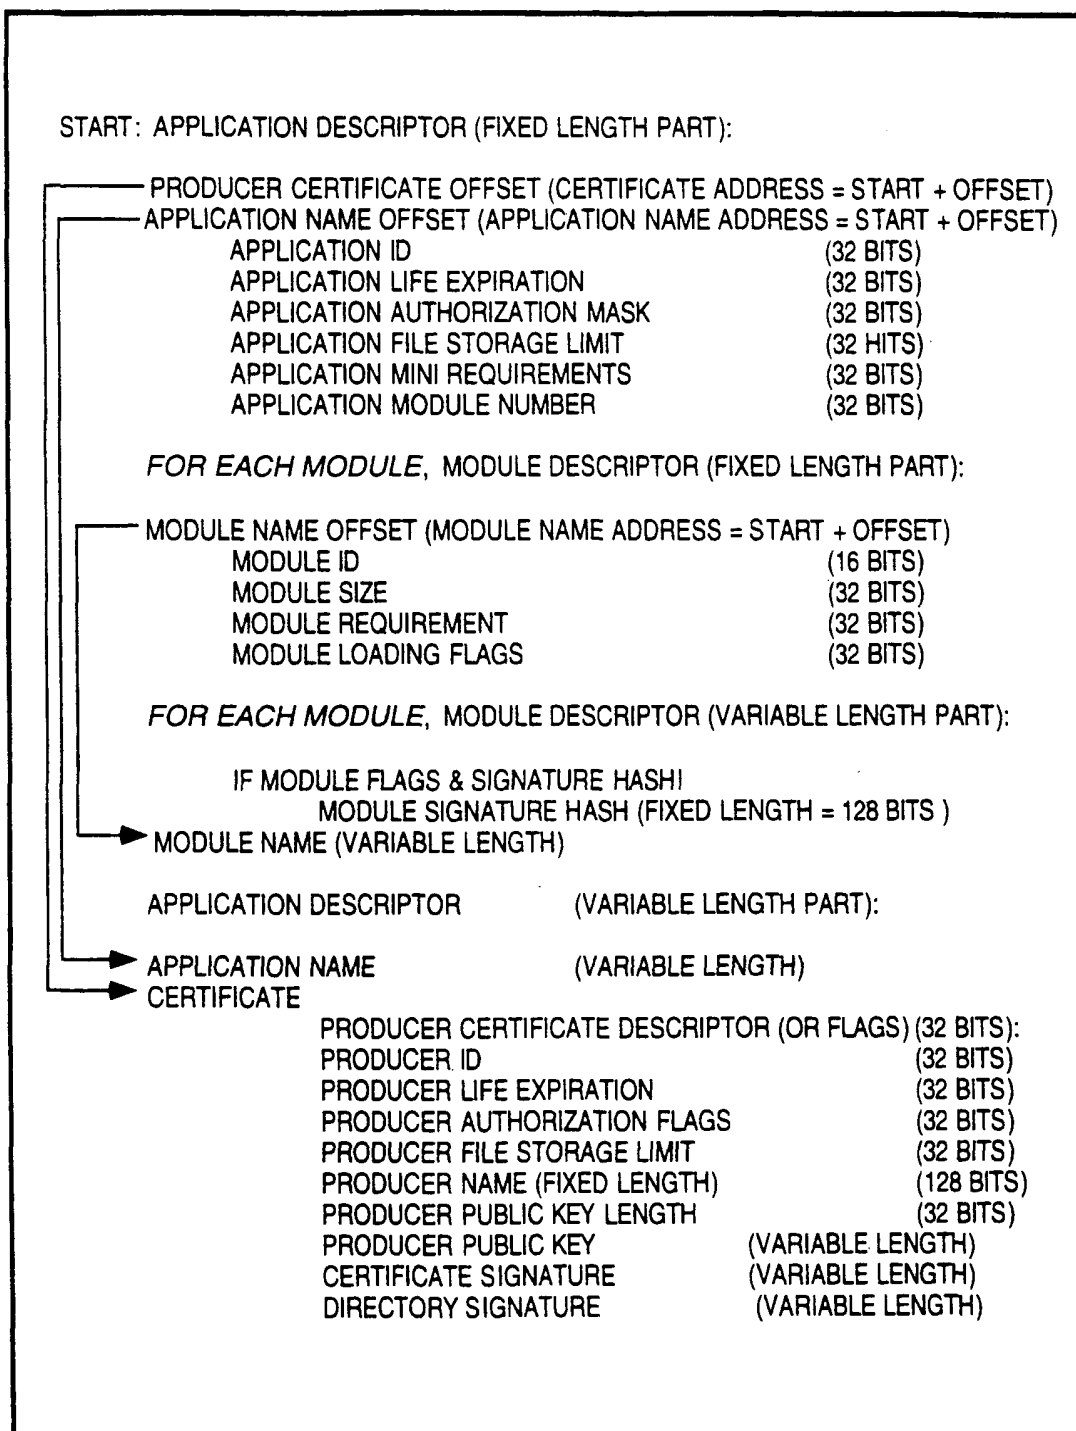 START: APPLICATION DESCRIPTOR (FIXED LENGTH PART):
PRODUCER CERTIFICATE OFFSET (CERTIFICATE ADDRESS = START + OFFSET)
APPLICATION NAME OFFSET (APPLICATION NAME ADDRESS = START + OFFSET)
APPLICATION ID (32 BITS)
APPLICATION LIFE EXPIRATION (32 BITS)
APPLICATION AUTHORIZATION MASK (32 BITS)
APPLICATION FILE STORAGE LIMIT (32 HITS)
APPLICATION MINI REQUIREMENTS (32 BITS)
APPLICATION MODULE NUMBER (32 BITS)
FOR EACH MODULE, MODULE DESCRIPTOR (FIXED LENGTH PART):
MODULE NAME OFFSET (MODULE NAME ADDRESS = START + OFFSET)
MODULE ID (16 BITS)
MODULE SIZE (32 BITS)
MODULE REQUIREMENT (32 BITS)
MODULE LOADING FLAGS (32 BITS)
FOR EACH MODULE, MODULE DESCRIPTOR (VARIABLE LENGTH PART):
IF MODULE FLAGS & SIGNATURE HASH!
MODULE SIGNATURE HASH (FIXED LENGTH = 128 BITS )
MODULE NAME (VARIABLE LENGTH)
APPLICATION DESCRIPTOR (VARIABLE LENGTH PART):
APPLICATION NAME (VARIABLE LENGTH)
CERTIFICATE
PRODUCER CERTIFICATE DESCRIPTOR (OR FLAGS) (32 BITS):
PRODUCER ID (32 BITS)
PRODUCER LIFE EXPIRATION (32 BITS)
PRODUCER AUTHORIZATION FLAGS (32 BITS)
PRODUCER FILE STORAGE LIMIT (32 BITS)
PRODUCER NAME (FIXED LENGTH) (128 BITS)
PRODUCER PUBLIC KEY LENGTH (32 BITS)
PRODUCER PUBLIC KEY (VARIABLE LENGTH)
CERTIFICATE SIGNATURE (VARIABLE LENGTH)
DIRECTORY SIGNATURE (VARIABLE LENGTH)